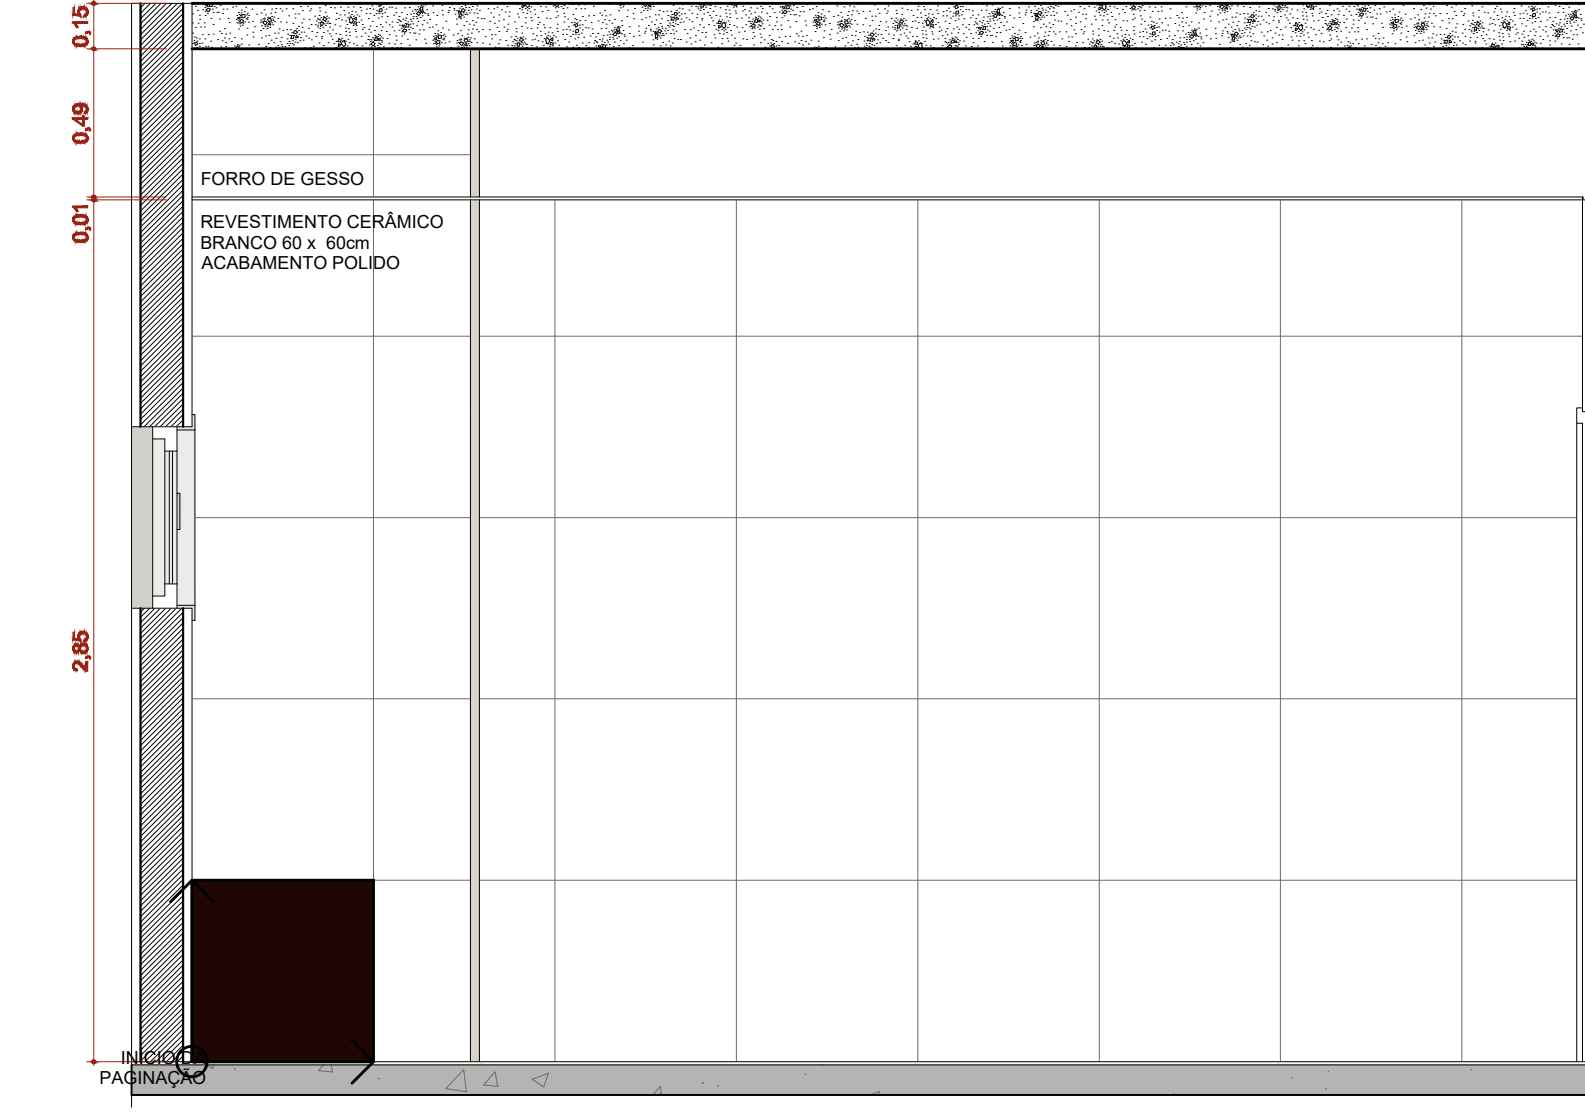 0,15
0,49
FORRO DE GESSO
0,01
REVESTIMENTO CERÂMICO
BRANCO 60 x 60cm
ACABAMENTO POLIDO
2,85
INÍCIO DA
PAGINAÇÃO